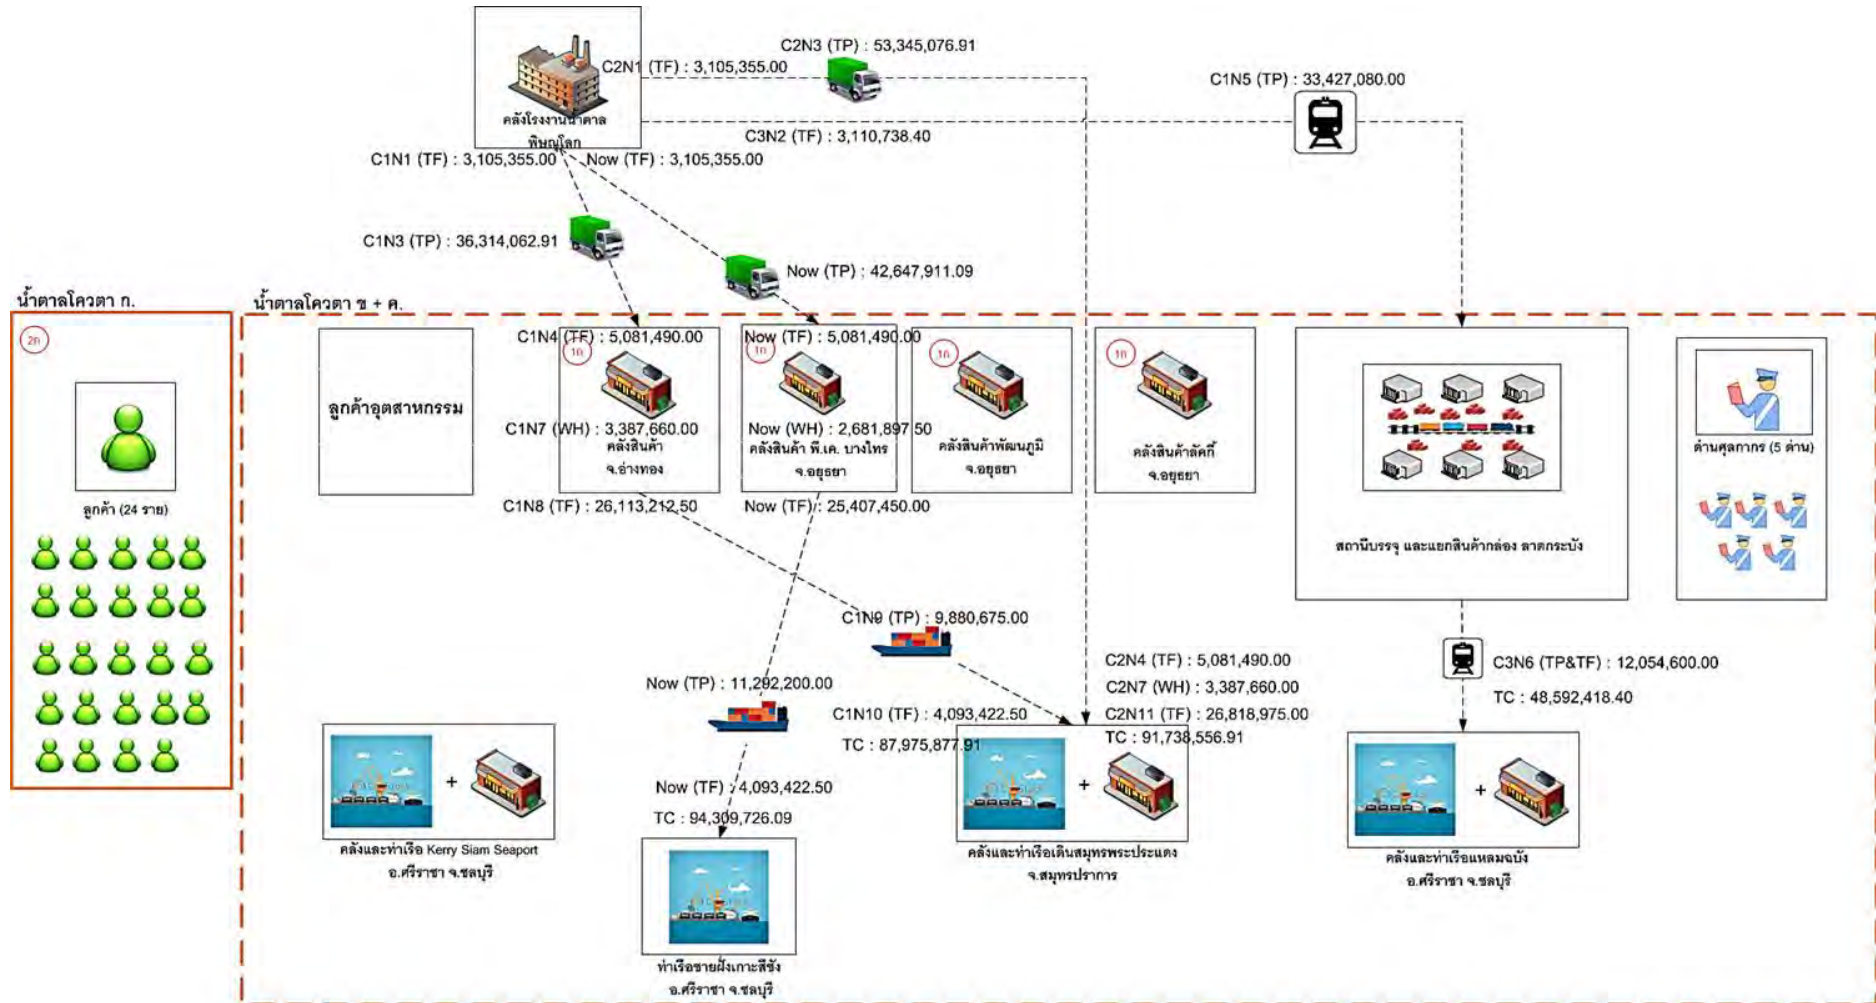 C2N3 (TP) : 53,345,076.91
C2N1 (TF) : 3,105,355.00
C1N5 (TP) : 33,427,080.00
คลังโรงงานน้ำตาล
พิษณุโลก
C3N2 (TF) : 3,110,738.40
C1N1 (TF) : 3,105,355.00
Now (TF) : 3,105,355.00
C1N3 (TP) : 36,314,062.91
Now (TP) : 42,647,911.09
น้ำตาลโควตา ก.
น้ำตาลโควตา ข + ค.
2ก
ลูกค้า (24 ราย)
ลูกค้าอุตสาหกรรม
C1N4 (TF) : 5,081,490.00
1ก
C1N7 (WH) : 3,387,660.00
คลังสินค้า
จ.อ่างทอง
C1N8 (TF) : 26,113,212.50
Now (TF) : 5,081,490.00
1ก
Now (WH) : 2,681,897.50
คลังสินค้า พี.เค. บางไทร
จ.อยุธยา
Now (TF) : 25,407,450.00
1ก
คลังสินค้าพัฒนภูมิ
จ.อยุธยา
1ก
คลังสินค้าลัคกี้
จ.อยุธยา
สถานีบรรจุ และแยกสินค้ากล่อง ลาดกระบัง
ด่านศุลกากร (5 ด่าน)
C1N9 (TP) : 9,880,675.00
Now (TP) : 11,292,200.00
C1N10 (TF) : 4,093,422.50
TC : 87,975,877.91
C2N4 (TF) : 5,081,490.00
C2N7 (WH) : 3,387,660.00
C2N11 (TF) : 26,818,975.00
TC : 91,738,556.91
C3N6 (TP&TF) : 12,054,600.00
TC : 48,592,418.40
Now (TF) : 4,093,422.50
TC : 94,309,726.09
+
คลังและท่าเรือ Kerry Siam Seaport
อ.ศรีราชา จ.ชลบุรี
+
คลังและท่าเรือเดินสมุทรพระประแดง
จ.สมุทรปราการ
+
คลังและท่าเรือแหลมฉบัง
อ.ศรีราชา จ.ชลบุรี
ท่าเรือชายฝั่งเกาะสีชัง
อ.ศรีราชา จ.ชลบุรี